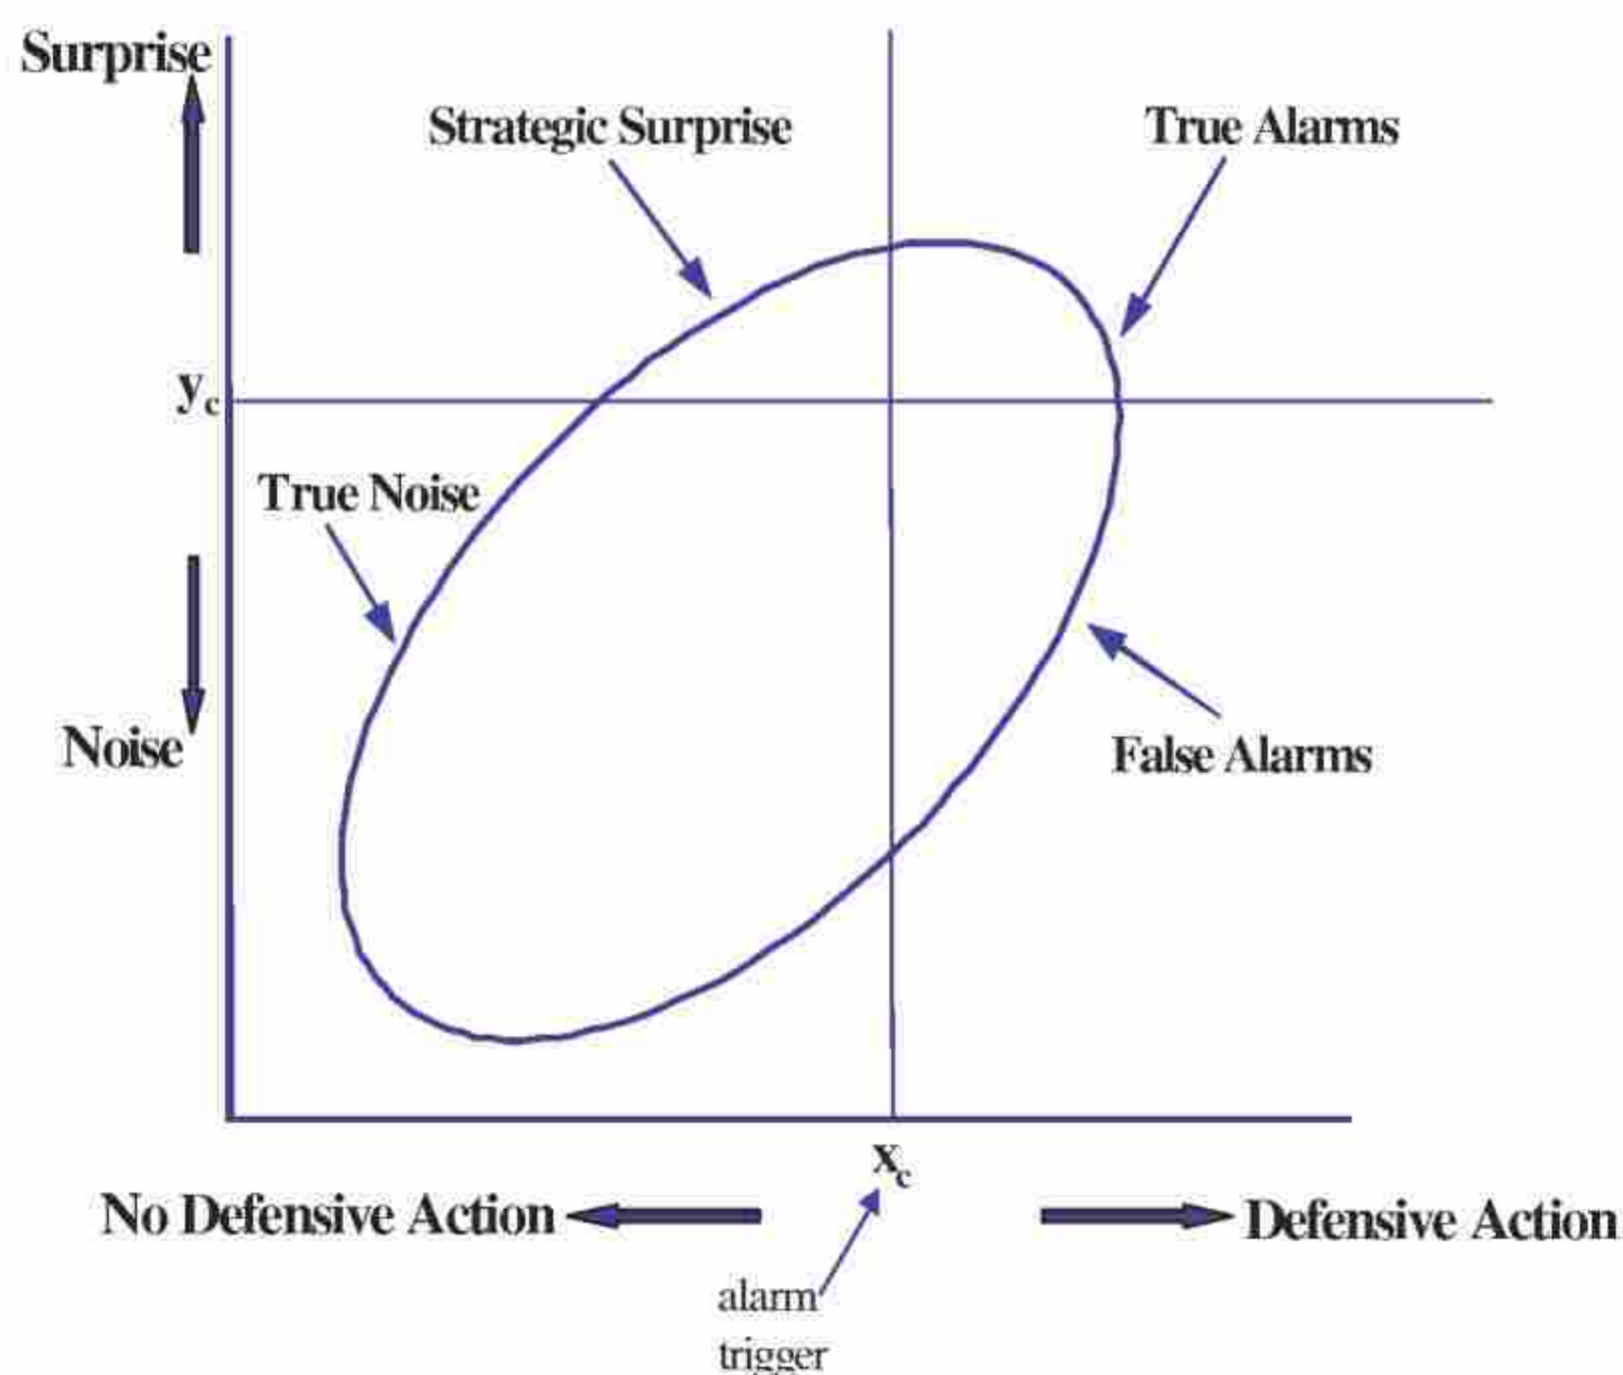 Surprise
Strategic Surprise
True Alarms
yc
True Noise
Noise
False Alarms
xc
No Defensive Action
Defensive Action
alarm
trigger